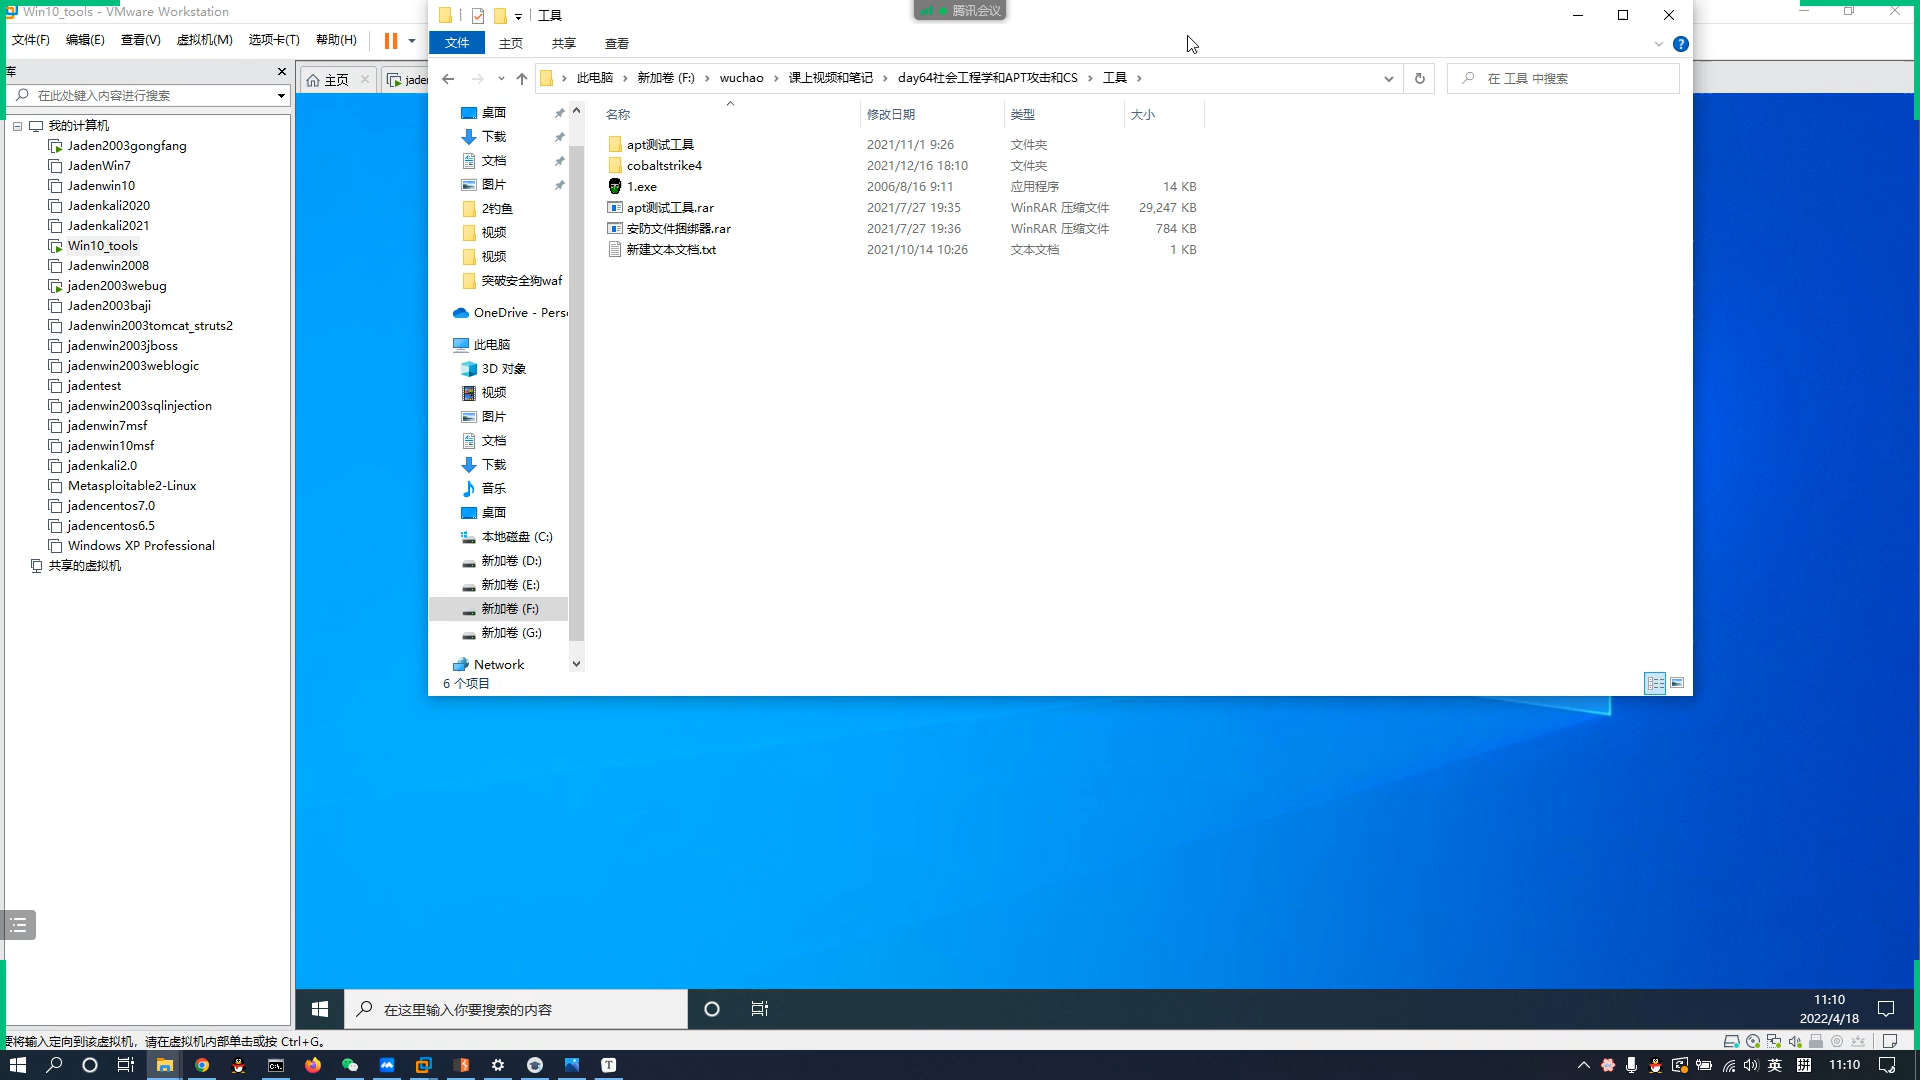 Win10_tools - VMware Workstation
文件(F) 编辑(E) 查看(V) 虚拟机(M) 选项卡(T) 帮助(H)
库
在此处键入内容进行搜索
我的计算机
Jaden2003gongfang
JadenWin7
Jadenwin10
Jadenkali2020
Jadenkali2021
Win10_tools
Jadenwin2008
jaden2003webug
Jaden2003baji
Jadenwin2003tomcat_struts2
jadenwin2003jboss
jadenwin2003weblogic
jadentest
jadenwin2003sqlinjection
jadenwin7msf
jadenwin10msf
jadenkali2.0
Metasploitable2-Linux
jadencentos7.0
jadencentos6.5
Windows XP Professional
共享的虚拟机
主页
jaden
工具
腾讯会议
文件 主页 共享 查看
此电脑 新加卷 (F:) wuchao 课上视频和笔记 day64社会工程学和APT攻击和CS 工具
在 工具 中搜索
桌面
下载
文档
图片
2钓鱼
视频
视频
突破安全狗waf
OneDrive - Perso
此电脑
3D 对象
视频
图片
文档
下载
音乐
桌面
本地磁盘 (C:)
新加卷 (D:)
新加卷 (E:)
新加卷 (F:)
新加卷 (G:)
Network
名称 修改日期 类型 大小
apt测试工具 2021/11/1 9:26 文件夹
cobaltstrike4 2021/12/16 18:10 文件夹
1.exe 2006/8/16 9:11 应用程序 14 KB
apt测试工具.rar 2021/7/27 19:35 WinRAR 压缩文件 29,247 KB
安防文件捆绑器.rar 2021/7/27 19:36 WinRAR 压缩文件 784 KB
新建文本文档.txt 2021/10/14 10:26 文本文档 1 KB
6 个项目
在这里输入你要搜索的内容
11:10
2022/4/18
要将输入定向到该虚拟机，请在虚拟机内部单击或按 Ctrl+G。
英
拼
11:10